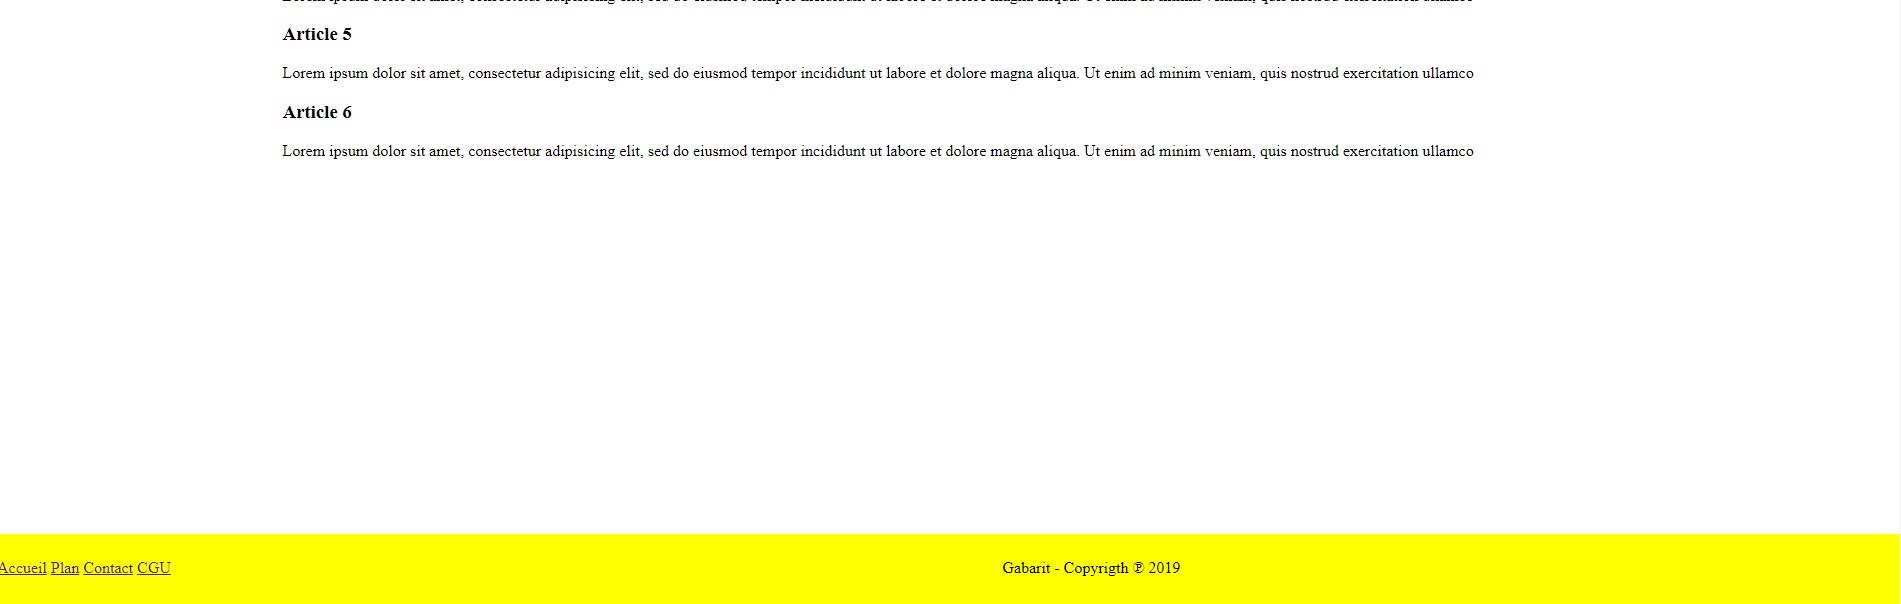 Article 5
Lorem ipsum dolor sit amet, consectetur adipisicing elit, sed do eiusmod tempor incididunt ut labore et dolore magna aliqua. Ut enim ad minim veniam, quis nostrud exercitation ullamco
Article 6
Lorem ipsum dolor sit amet, consectetur adipisicing elit, sed do eiusmod tempor incididunt ut labore et dolore magna aliqua. Ut enim ad minim veniam, quis nostrud exercitation ullamco
Accueil Plan Contact CGU
Gabarit - Copyrigth ℗ 2019